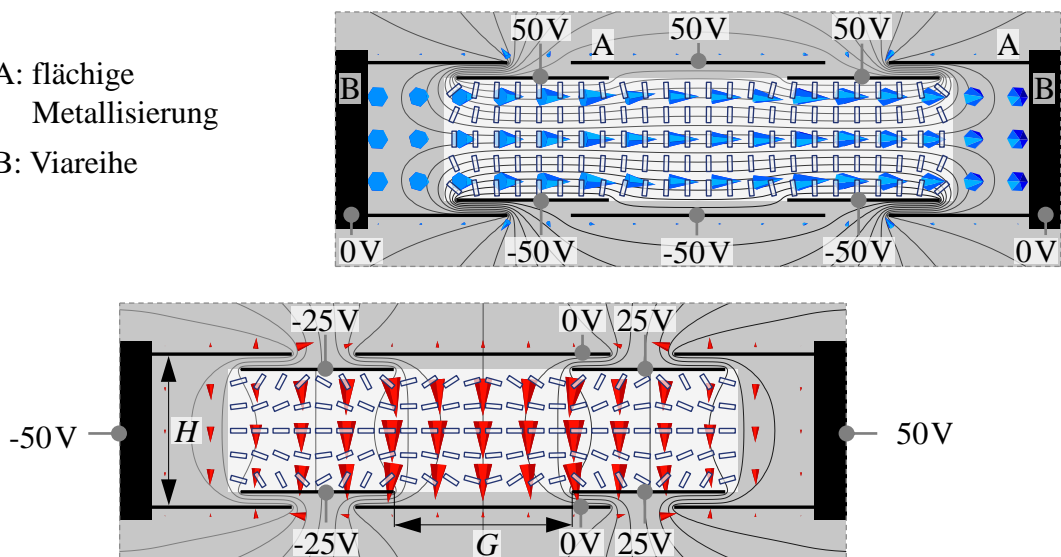 A: flächige
Metallisierung
B: Viareihe
50V A 50V 50V A
B B
0V -50V -50V -50V 0V
-25V 0V 25V
-50V H 50V
-25V G 0V 25V